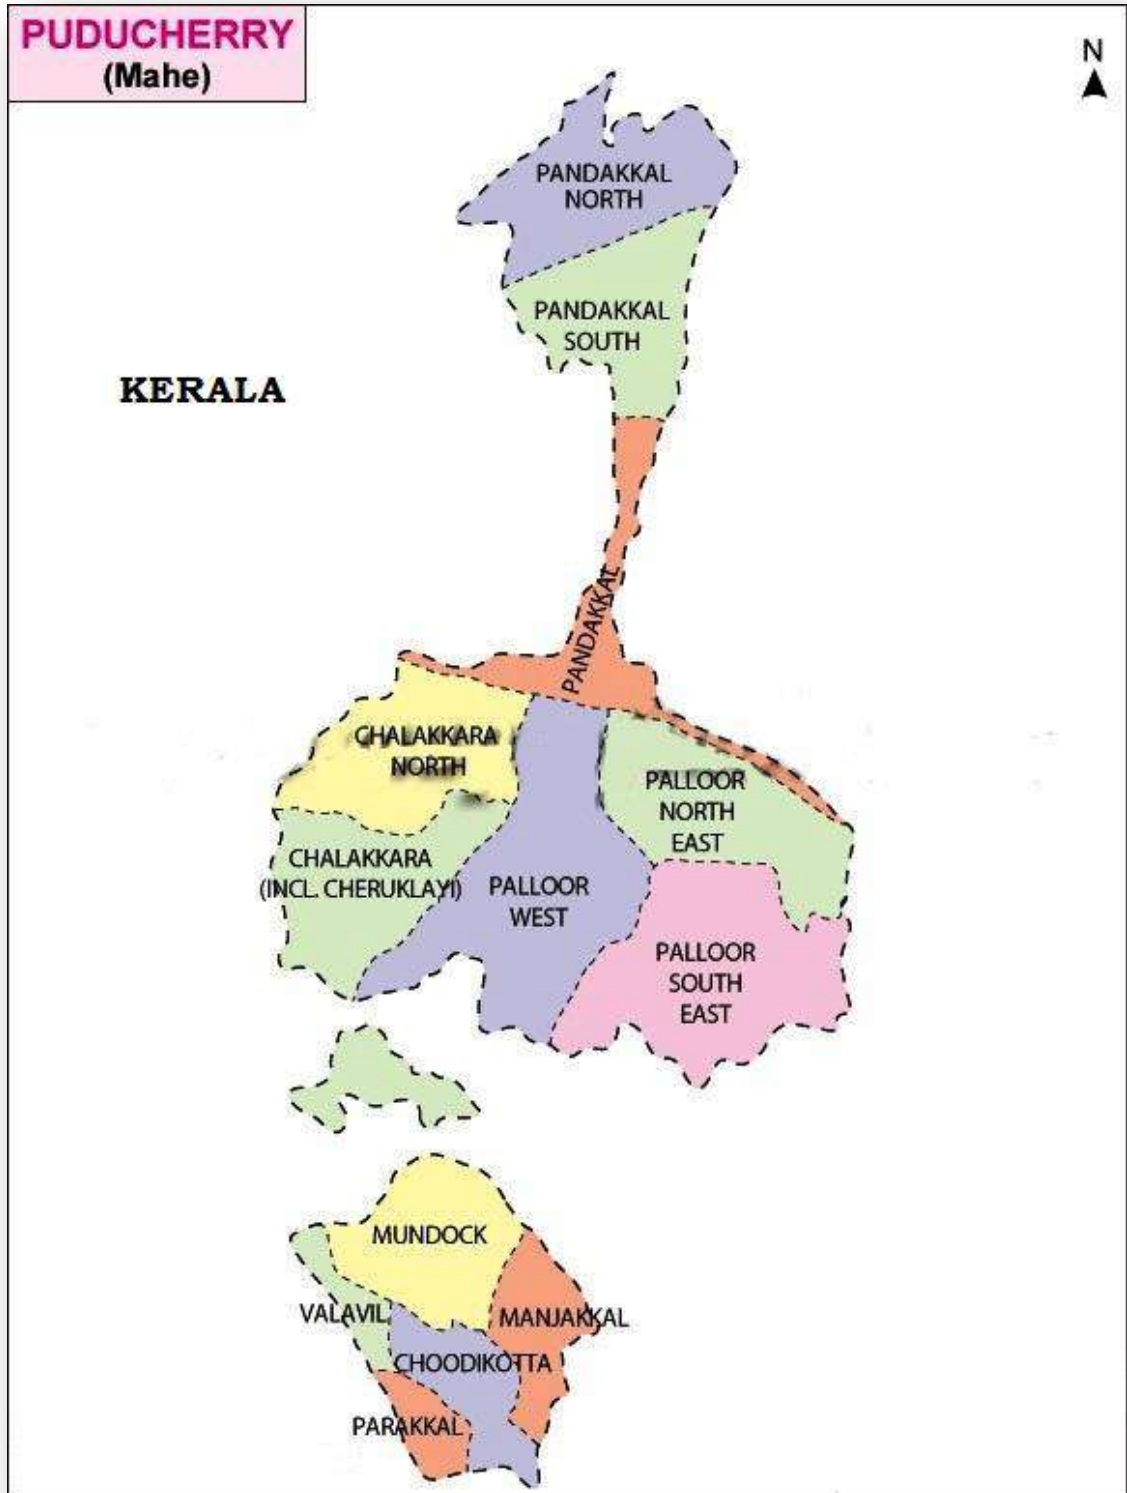 PUDUCHERRY
(Mahe)
N
PANDAKKAL
NORTH
PANDAKKAL
SOUTH
KERALA
PANDAKKAL
CHALAKKARA
NORTH
PALLOOR
NORTH
EAST
CHALAKKARA
(INCL. CHERUKLAYI)
PALLOOR
WEST
PALLOOR
SOUTH
EAST
MUNDOCK
VALAVIL
MANJAKKAL
CHOODIKOTTA
PARAKKAL